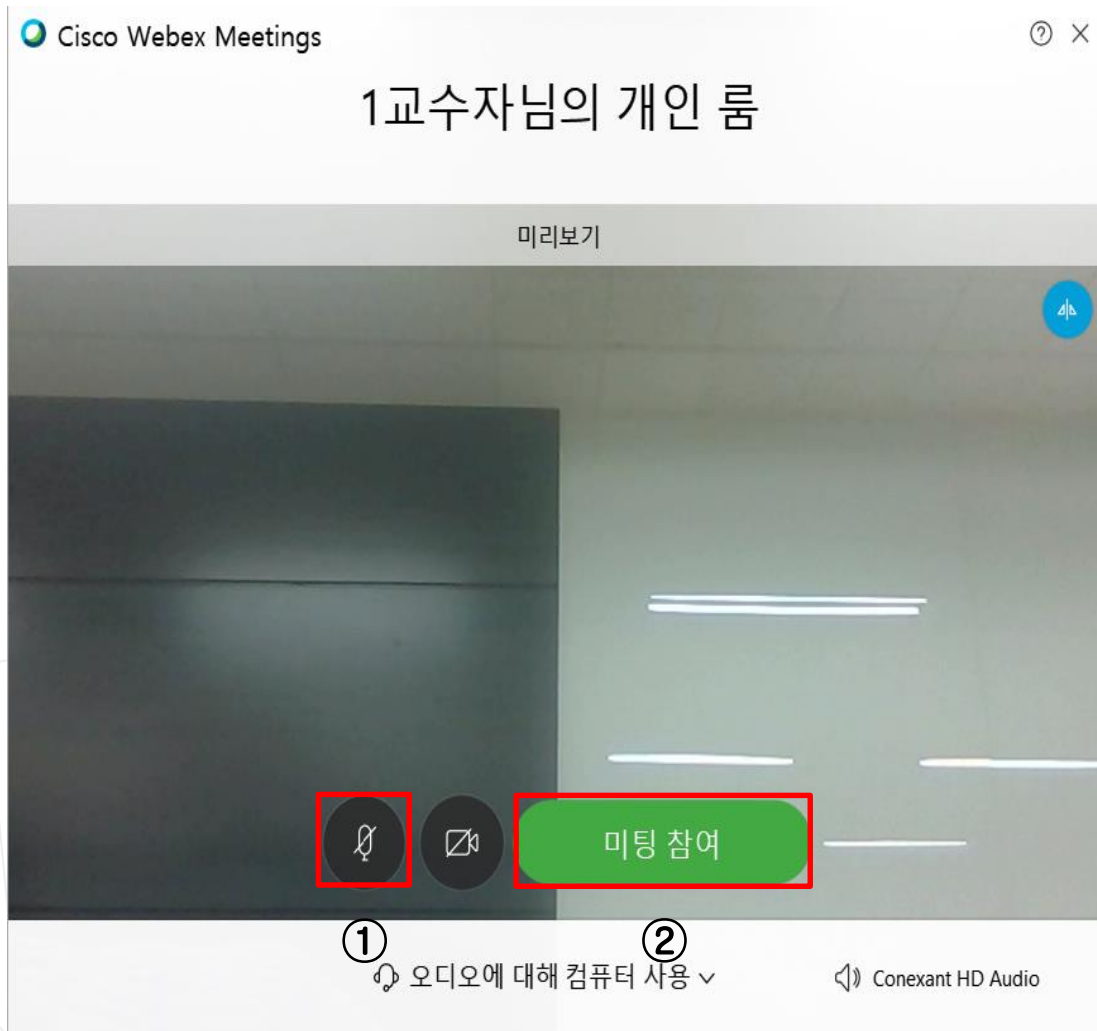 Cisco Webex Meetings
1교수자님의 개인 룸
미리보기
미팅 참여
① ②
오디오에 대해 컴퓨터 사용
Conexant HD Audio